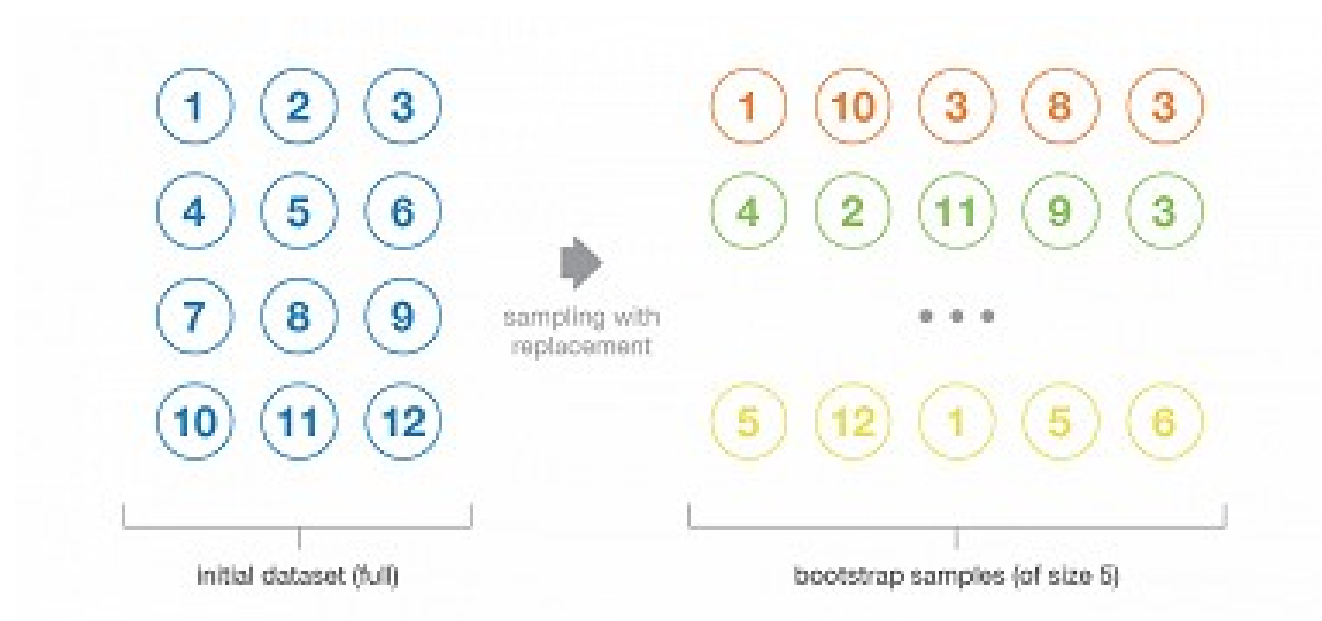 1 2 3
4 5 6
7 8 9
10 11 12
initial dataset (full)
sampling with
replacement
1 10 3 8 3
4 2 11 9 3
...
5 12 1 5 6
bootstrap samples (of size 5)